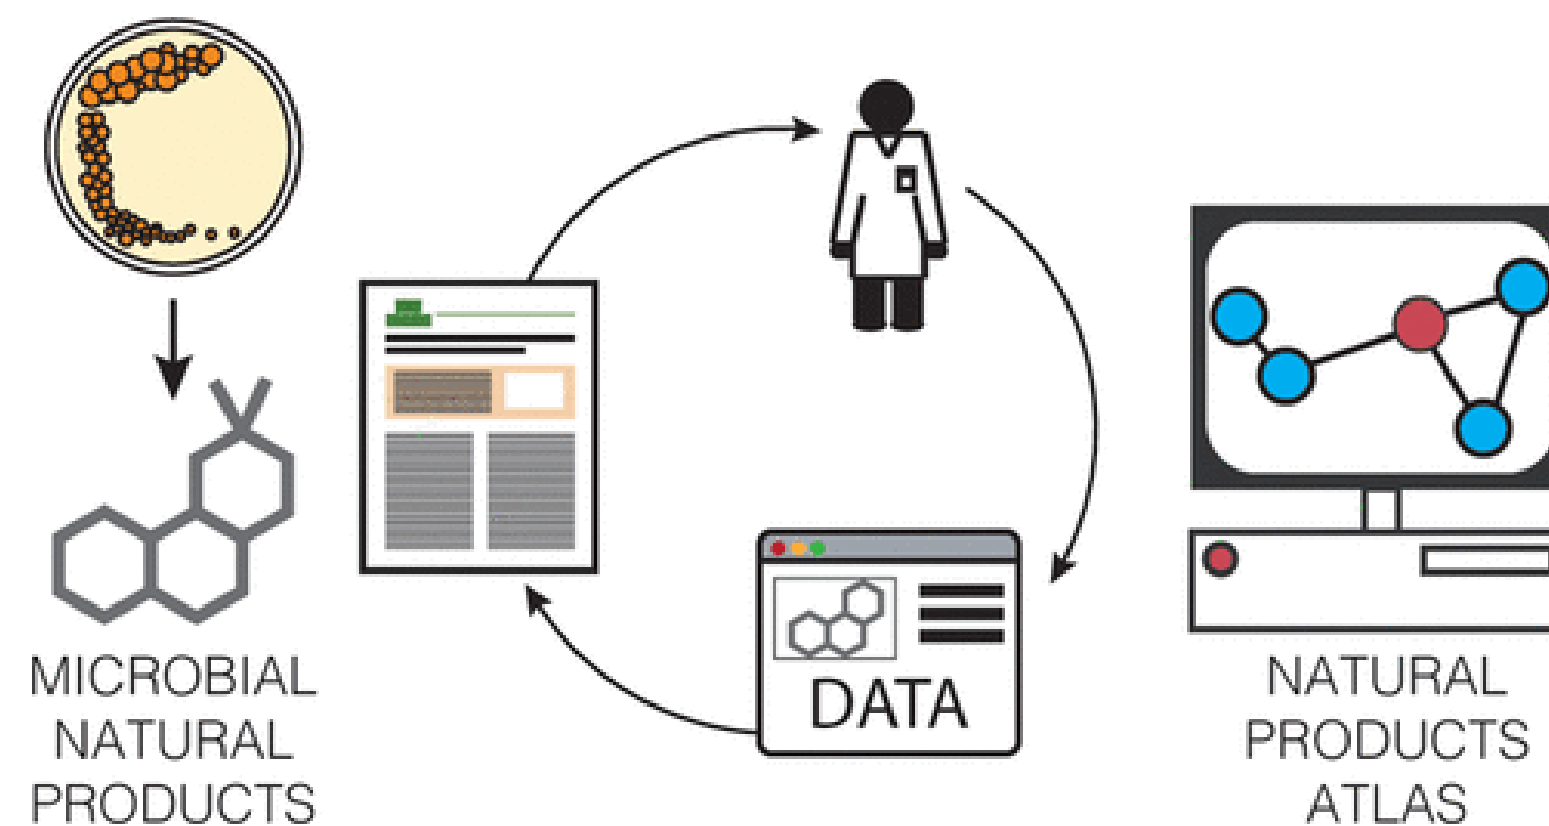 MICROBIAL
NATURAL
PRODUCTS
DATA
NATURAL
PRODUCTS
ATLAS